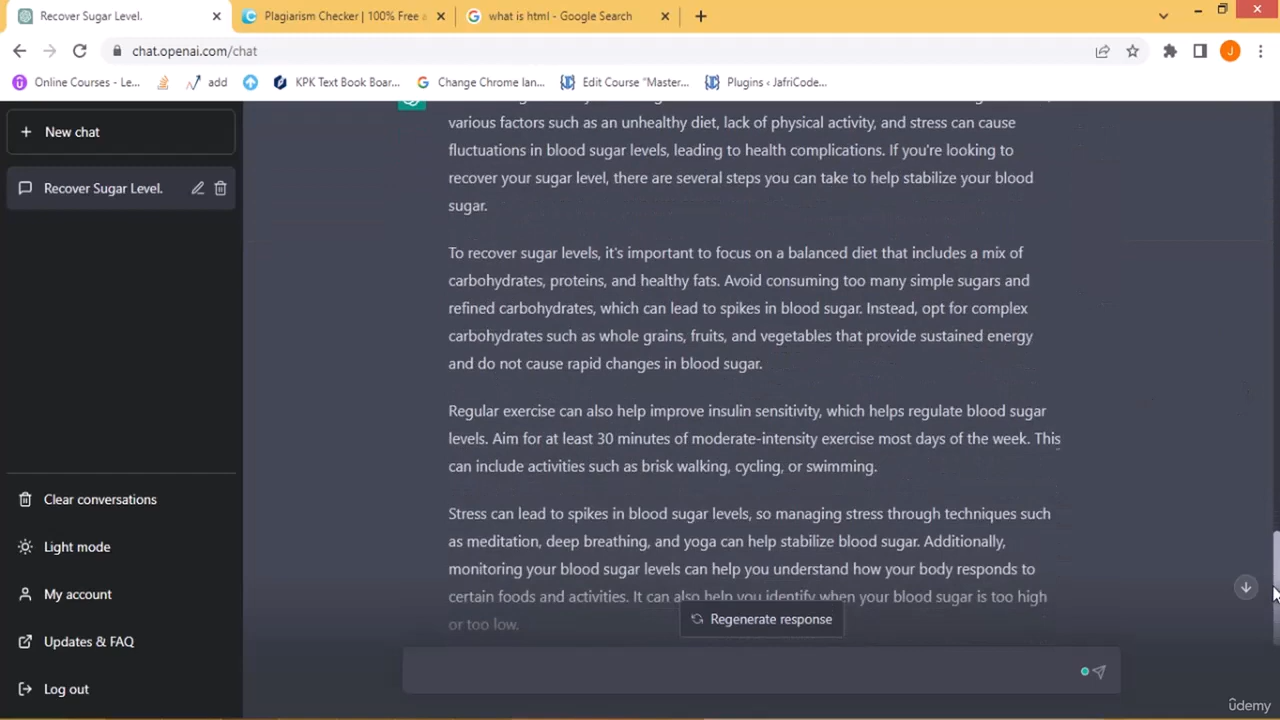 Recover Sugar Level.
Plagiarism Checker | 100% Free a
what is html - Google Search
chat.openai.com/chat
J
Online Courses - Le...
add
KPK Text Book Boar...
Change Chrome lan...
Edit Course "Master...
Plugins ‹ JafriCode...
New chat
Recover Sugar Level.
Clear conversations
Light mode
My account
Updates & FAQ
Log out
various factors such as an unhealthy diet, lack of physical activity, and stress can cause
fluctuations in blood sugar levels, leading to health complications. If you're looking to
recover your sugar level, there are several steps you can take to help stabilize your blood
sugar.
To recover sugar levels, it's important to focus on a balanced diet that includes a mix of
carbohydrates, proteins, and healthy fats. Avoid consuming too many simple sugars and
refined carbohydrates, which can lead to spikes in blood sugar. Instead, opt for complex
carbohydrates such as whole grains, fruits, and vegetables that provide sustained energy
and do not cause rapid changes in blood sugar.
Regular exercise can also help improve insulin sensitivity, which helps regulate blood sugar
levels. Aim for at least 30 minutes of moderate-intensity exercise most days of the week. This
can include activities such as brisk walking, cycling, or swimming.
Stress can lead to spikes in blood sugar levels, so managing stress through techniques such
as meditation, deep breathing, and yoga can help stabilize blood sugar. Additionally,
monitoring your blood sugar levels can help you understand how your body responds to
certain foods and activities. It can also help you identify when your blood sugar is too high
or too low.
Regenerate response
ûdemy